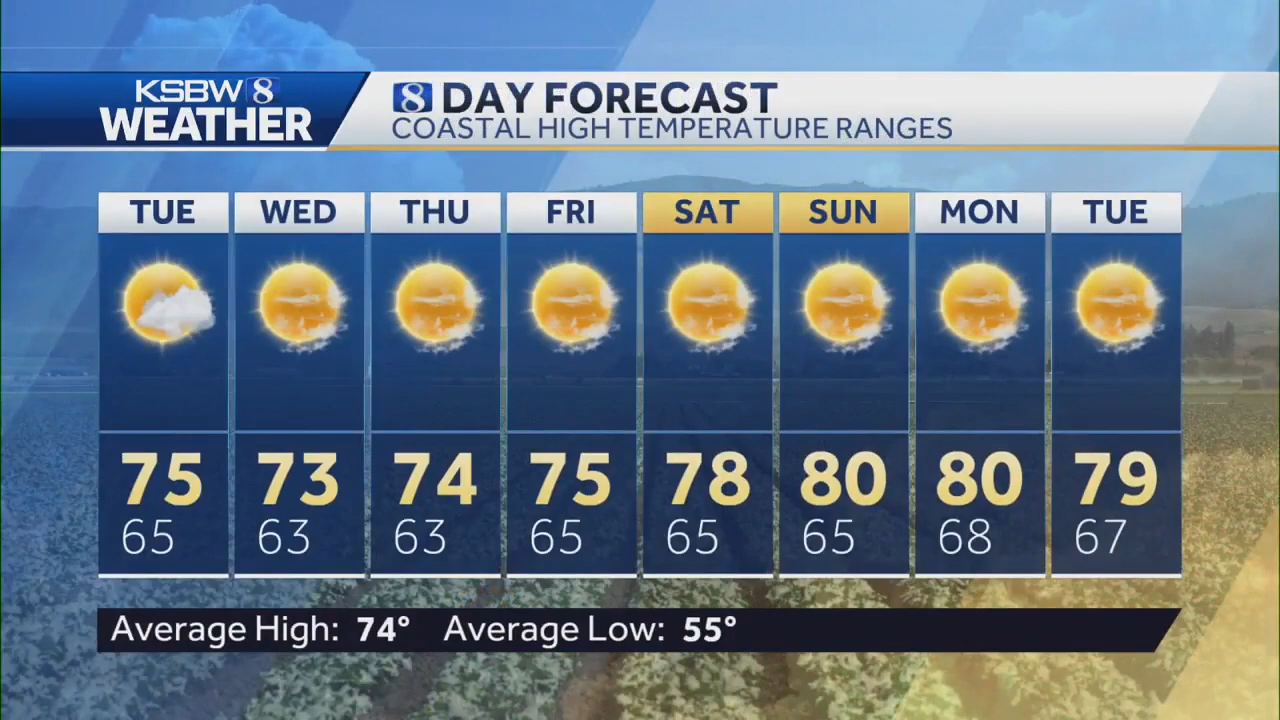 KSBW 8
WEATHER
8 DAY FORECAST
COASTAL HIGH TEMPERATURE RANGES
TUE WED THU FRI SAT SUN MON TUE
75 73 74 75 78 80 80 79
65 63 63 65 65 65 68 67
Average High: 74° Average Low: 55°